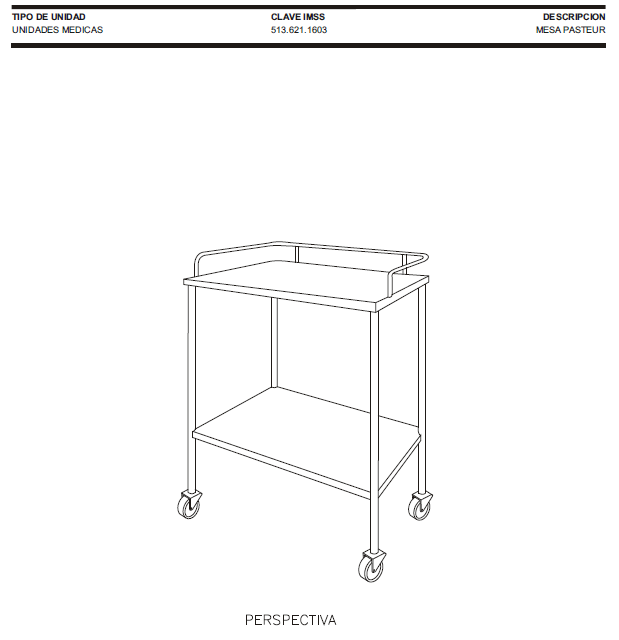 TIPO DE UNIDAD CLAVE IMSS DESCRIPCION
UNIDADES MEDICAS 513.621.1603 MESA PASTEUR
PERSPECTIVA